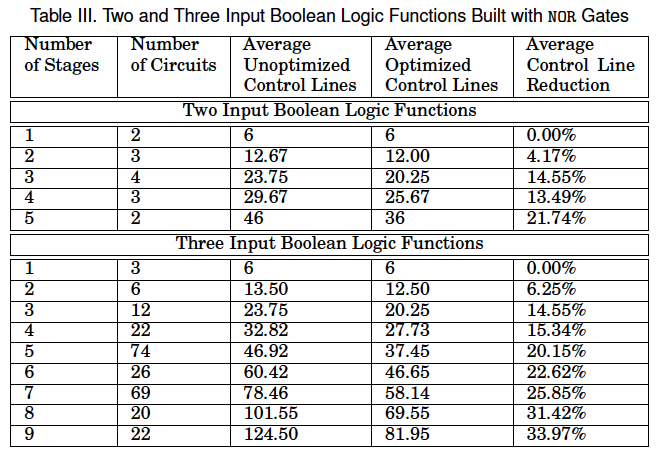 Table III. Two and Three Input Boolean Logic Functions Built with NOR Gates
Number Number Average Average Average
of Stages of Circuits Unoptimized Optimized Control Line
Control Lines Control Lines Reduction
Two Input Boolean Logic Functions
1 2 6 6 0.00%
2 3 12.67 12.00 4.17%
3 4 23.75 20.25 14.55%
4 3 29.67 25.67 13.49%
5 2 46 36 21.74%
Three Input Boolean Logic Functions
1 3 6 6 0.00%
2 6 13.50 12.50 6.25%
3 12 23.75 20.25 14.55%
4 22 32.82 27.73 15.34%
5 74 46.92 37.45 20.15%
6 26 60.42 46.65 22.62%
7 69 78.46 58.14 25.85%
8 20 101.55 69.55 31.42%
9 22 124.50 81.95 33.97%